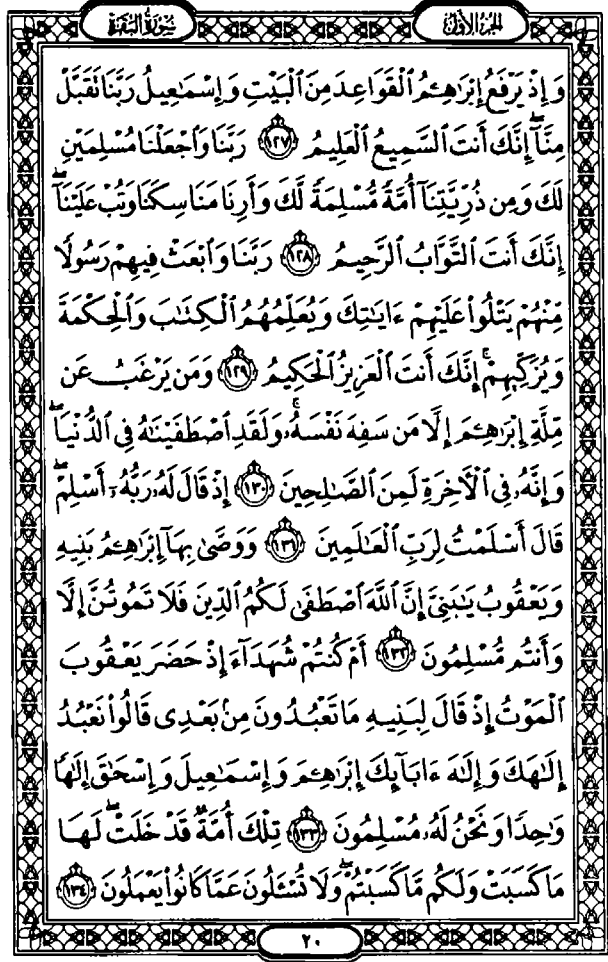 سُورَةُ البَقَرَةِ
الجُزْءُ الأَوَّلُ
وَإِذْ يَرْفَعُ إِبْرَٰهِـۧمُ ٱلْقَوَاعِدَ مِنَ ٱلْبَيْتِ وَإِسْمَـٰعِيلُ رَبَّنَا تَقَبَّلْ
مِنَّآ ۖ إِنَّكَ أَنتَ ٱلسَّمِيعُ ٱلْعَلِيمُ ﴿١٢٧﴾ رَبَّنَا وَٱجْعَلْنَا مُسْلِمَيْنِ
لَكَ وَمِن ذُرِّيَّتِنَآ أُمَّةً مُّسْلِمَةً لَّكَ وَأَرِنَا مَنَاسِكَنَا وَتُبْ عَلَيْنَآ ۖ
إِنَّكَ أَنتَ ٱلتَّوَّابُ ٱلرَّحِيمُ ﴿١٢٨﴾ رَبَّنَا وَٱبْعَثْ فِيهِمْ رَسُولًا
مِّنْهُمْ يَتْلُوا۟ عَلَيْهِمْ ءَايَـٰتِكَ وَيُعَلِّمُهُمُ ٱلْكِتَـٰبَ وَٱلْحِكْمَةَ
وَيُزَكِّيهِمْ ۚ إِنَّكَ أَنتَ ٱلْعَزِيزُ ٱلْحَكِيمُ ﴿١٢٩﴾ وَمَن يَرْغَبُ عَن
مِّلَّةِ إِبْرَٰهِـۧمَ إِلَّا مَن سَفِهَ نَفْسَهُۥ ۚ وَلَقَدِ ٱصْطَفَيْنَـٰهُ فِى ٱلدُّنْيَا ۖ
وَإِنَّهُۥ فِى ٱلْـَٔاخِرَةِ لَمِنَ ٱلصَّـٰلِحِينَ ﴿١٣٠﴾ إِذْ قَالَ لَهُۥ رَبُّهُۥٓ أَسْلِمْ ۖ
قَالَ أَسْلَمْتُ لِرَبِّ ٱلْعَـٰلَمِينَ ﴿١٣١﴾ وَوَصَّىٰ بِهَآ إِبْرَٰهِـۧمُ بَنِيهِ
وَيَعْقُوبُ يَـٰبَنِىَّ إِنَّ ٱللَّهَ ٱصْطَفَىٰ لَكُمُ ٱلدِّينَ فَلَا تَمُوتُنَّ إِلَّا
وَأَنتُم مُّسْلِمُونَ ﴿١٣٢﴾ أَمْ كُنتُمْ شُهَدَآءَ إِذْ حَضَرَ يَعْقُوبَ
ٱلْمَوْتُ إِذْ قَالَ لِبَنِيهِ مَا تَعْبُدُونَ مِنۢ بَعْدِى قَالُوا۟ نَعْبُدُ
إِلَـٰهَكَ وَإِلَـٰهَ ءَابَآئِكَ إِبْرَٰهِـۧمَ وَإِسْمَـٰعِيلَ وَإِسْحَـٰقَ إِلَـٰهًا
وَٰحِدًا وَنَحْنُ لَهُۥ مُسْلِمُونَ ﴿١٣٣﴾ تِلْكَ أُمَّةٌ قَدْ خَلَتْ ۖ لَهَا
مَا كَسَبَتْ وَلَكُم مَّا كَسَبْتُمْ ۖ وَلَا تُسْـَٔلُونَ عَمَّا كَانُوا۟ يَعْمَلُونَ ﴿١٣٤﴾
٢٠